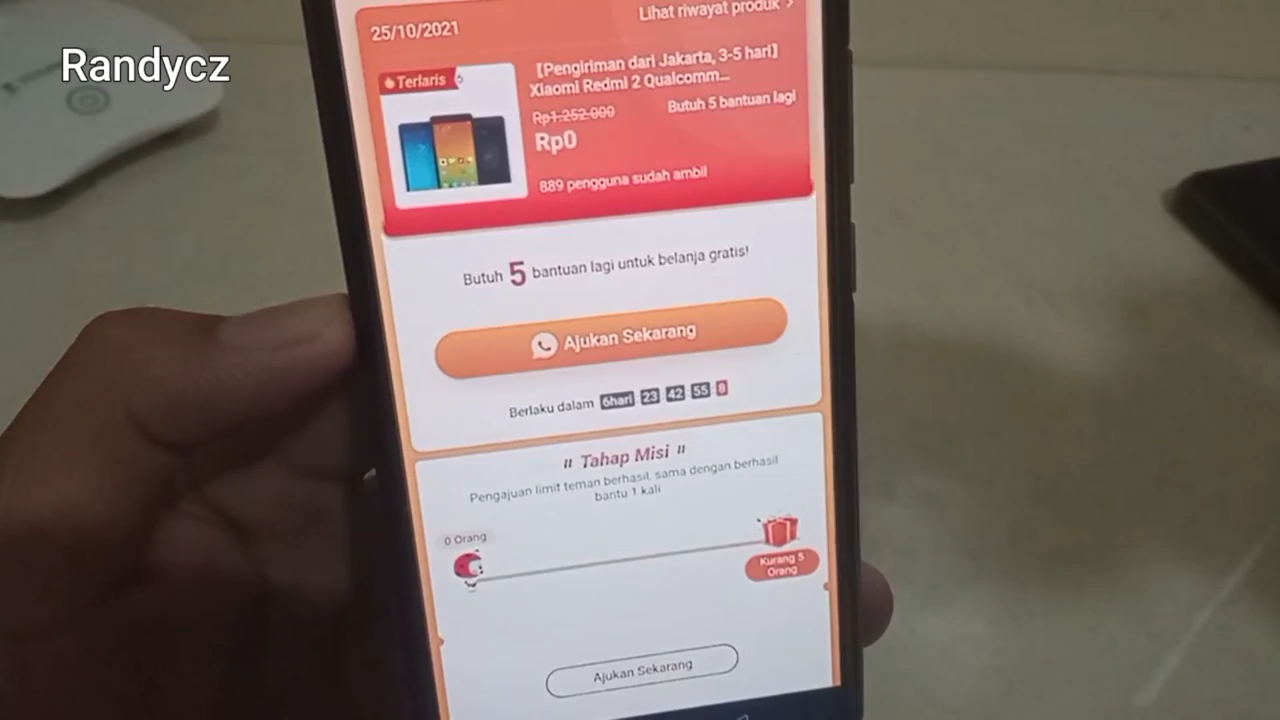 Randycz
25/10/2021
Lihat riwayat produk >
Terlaris
【Pengiriman dari Jakarta, 3-5 hari】
Xiaomi Redmi 2 Qualcomm...
Rp1.252.000
Butuh 5 bantuan lagi
Rp0
889 pengguna sudah ambil
Butuh 5 bantuan lagi untuk belanja gratis!
Ajukan Sekarang
Berlaku dalam 6hari 23 42 55 8
" Tahap Misi "
Pengajuan limit teman berhasil, sama dengan berhasil
bantu 1 kali
0 Orang
Kurang 5
Orang
Ajukan Sekarang